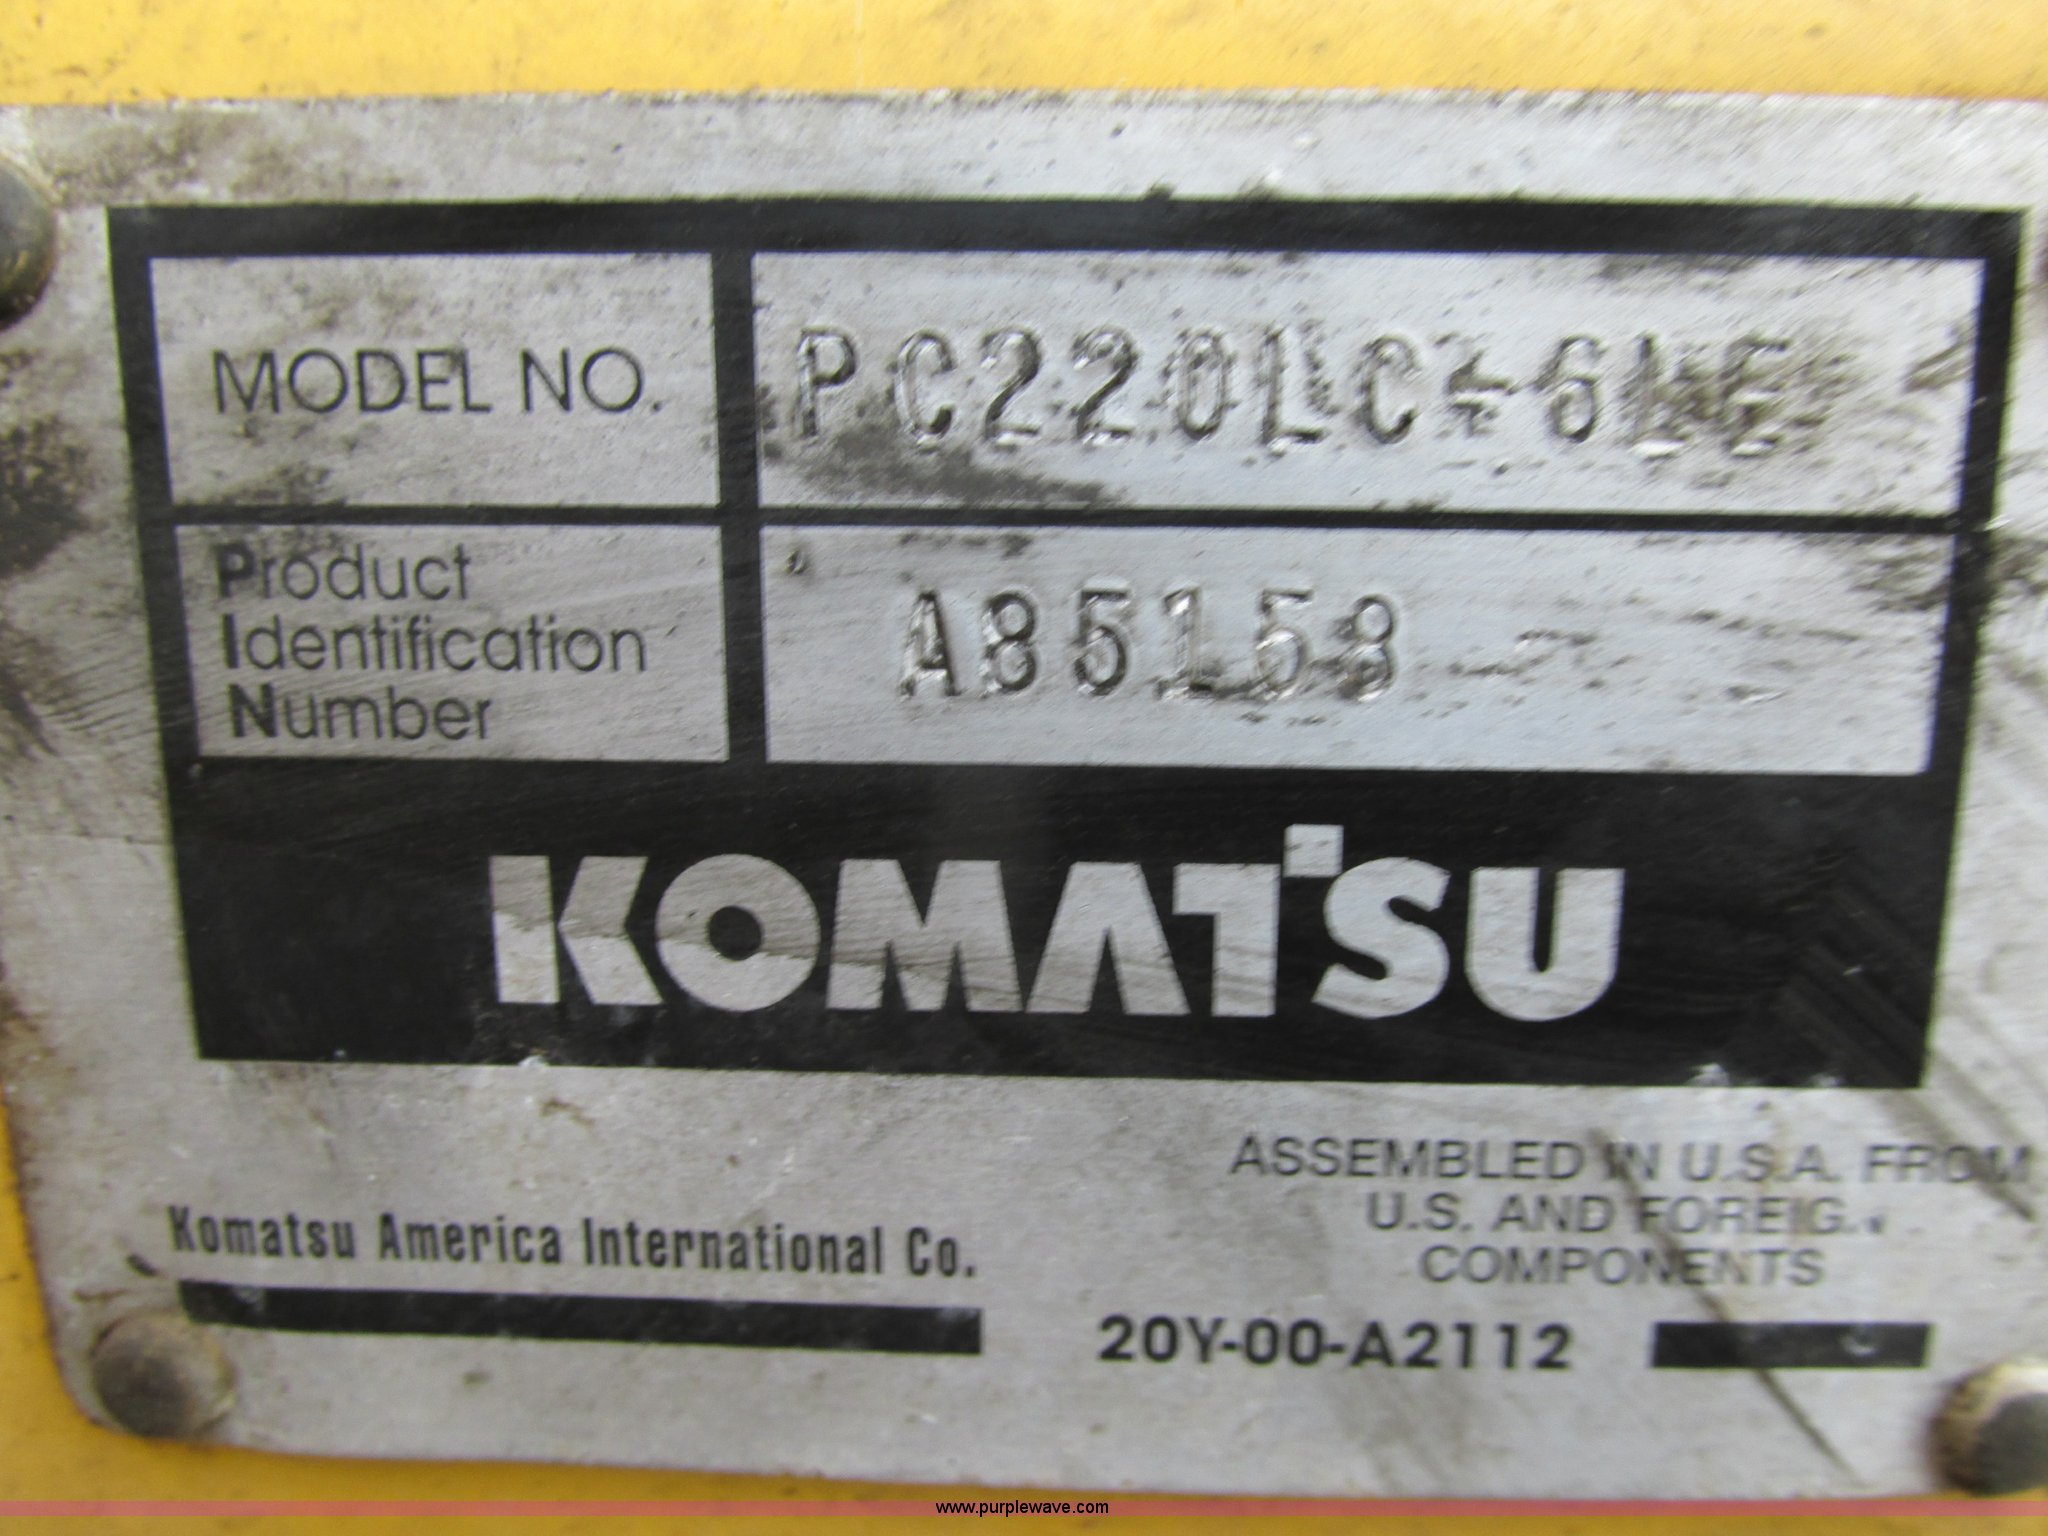 MODEL NO. PC220LC-6LE
Product
Identification
Number
A85158
KOMATSU
ASSEMBLED IN U.S.A. FROM
U.S. AND FOREIG
COMPONENTS
Komatsu America International Co.
20Y-00-A2112
www.purplewave.com